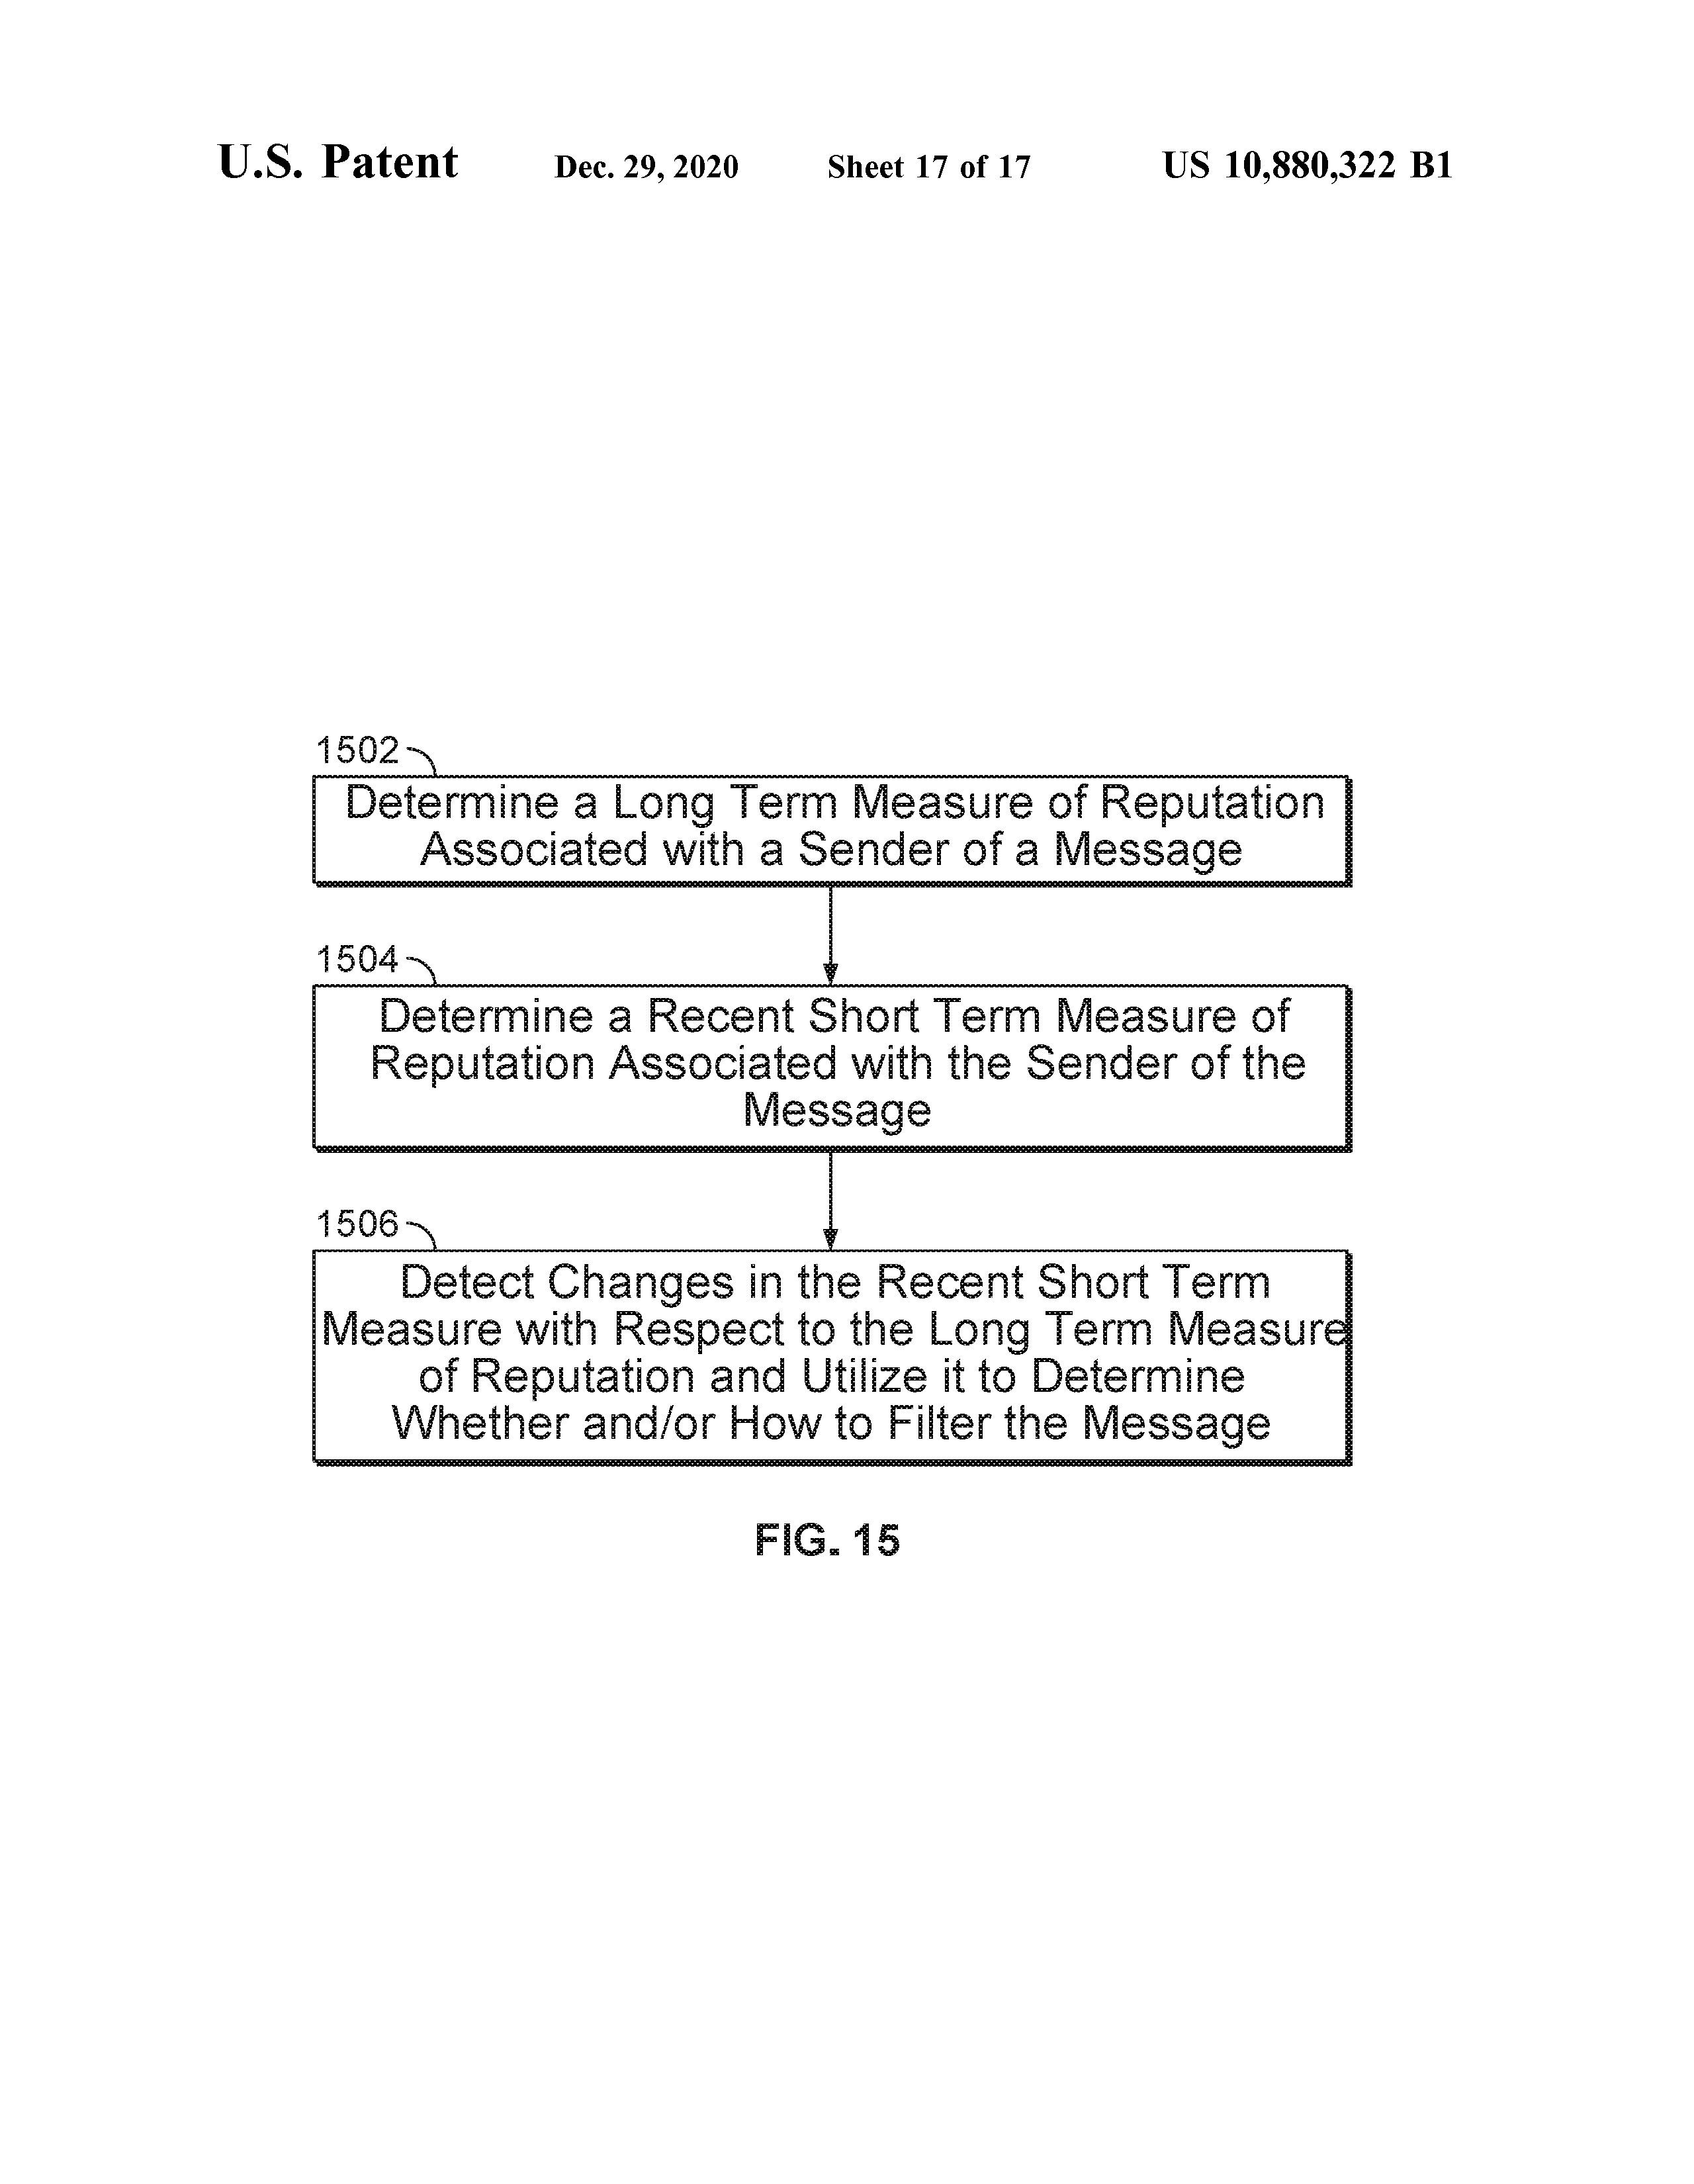 U.S. Patent Dec. 29, 2020 Sheet 17 of 17 US 10,880,322 B1
1502
Determine a Long Term Measure of Reputation
Associated with a Sender of a Message
1504
Determine a Recent Short Term Measure of
Reputation Associated with the Sender of the
Message
1506
Detect Changes in the Recent Short Term
Measure with Respect to the Long Term Measure
of Reputation and Utilize it to Determine
Whether and/or How to Filter the Message
FIG. 15